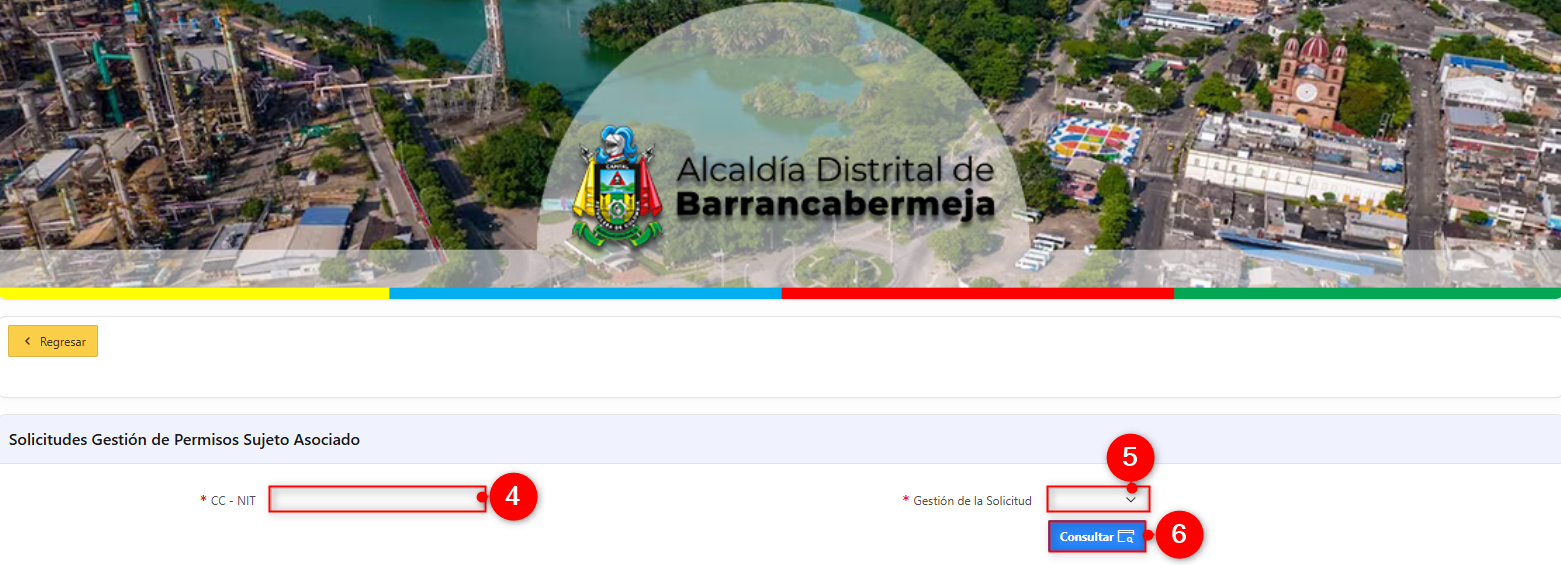 CAPITAL
Alcaldía Distrital de
Barrancabermeja
Regresar
Solicitudes Gestión de Permisos Sujeto Asociado
* CC - NIT
4
* Gestión de la Solicitud
5
Consultar
6